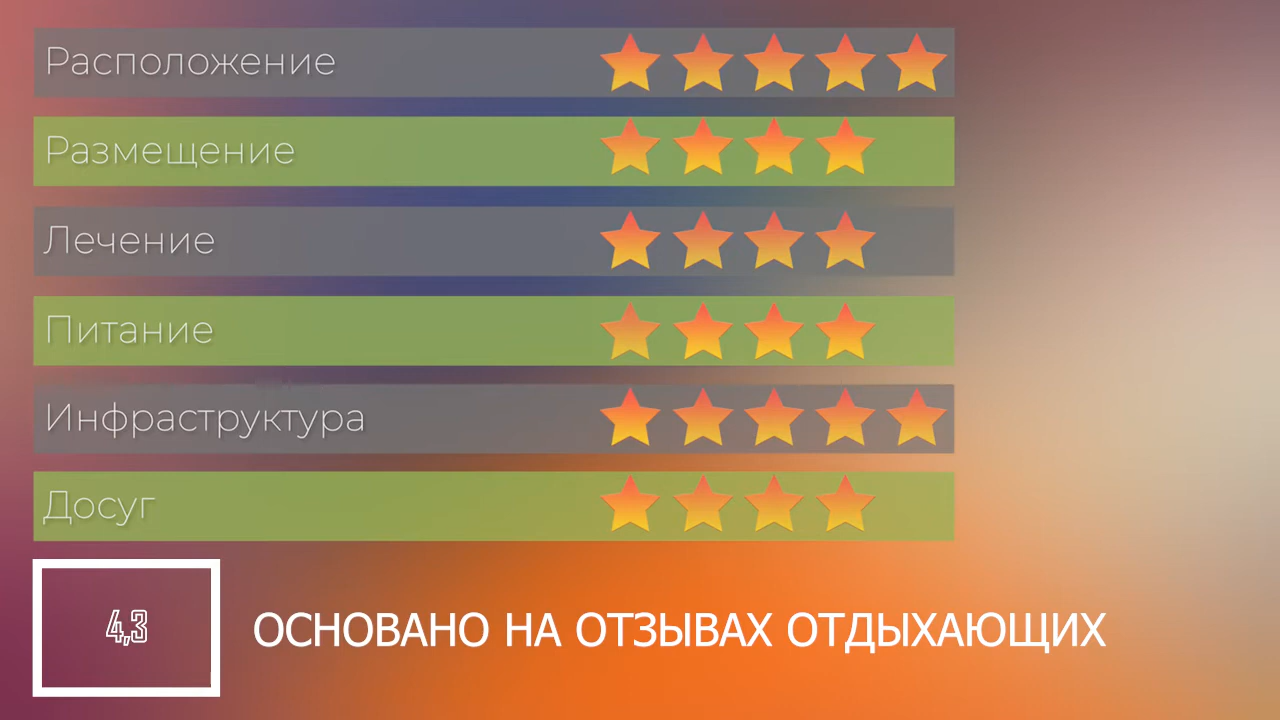 Расположение
Размещение
Лечение
Питание
Инфраструктура
Досуг
4,3
ОСНОВАНО НА ОТЗЫВАХ ОТДЫХАЮЩИХ